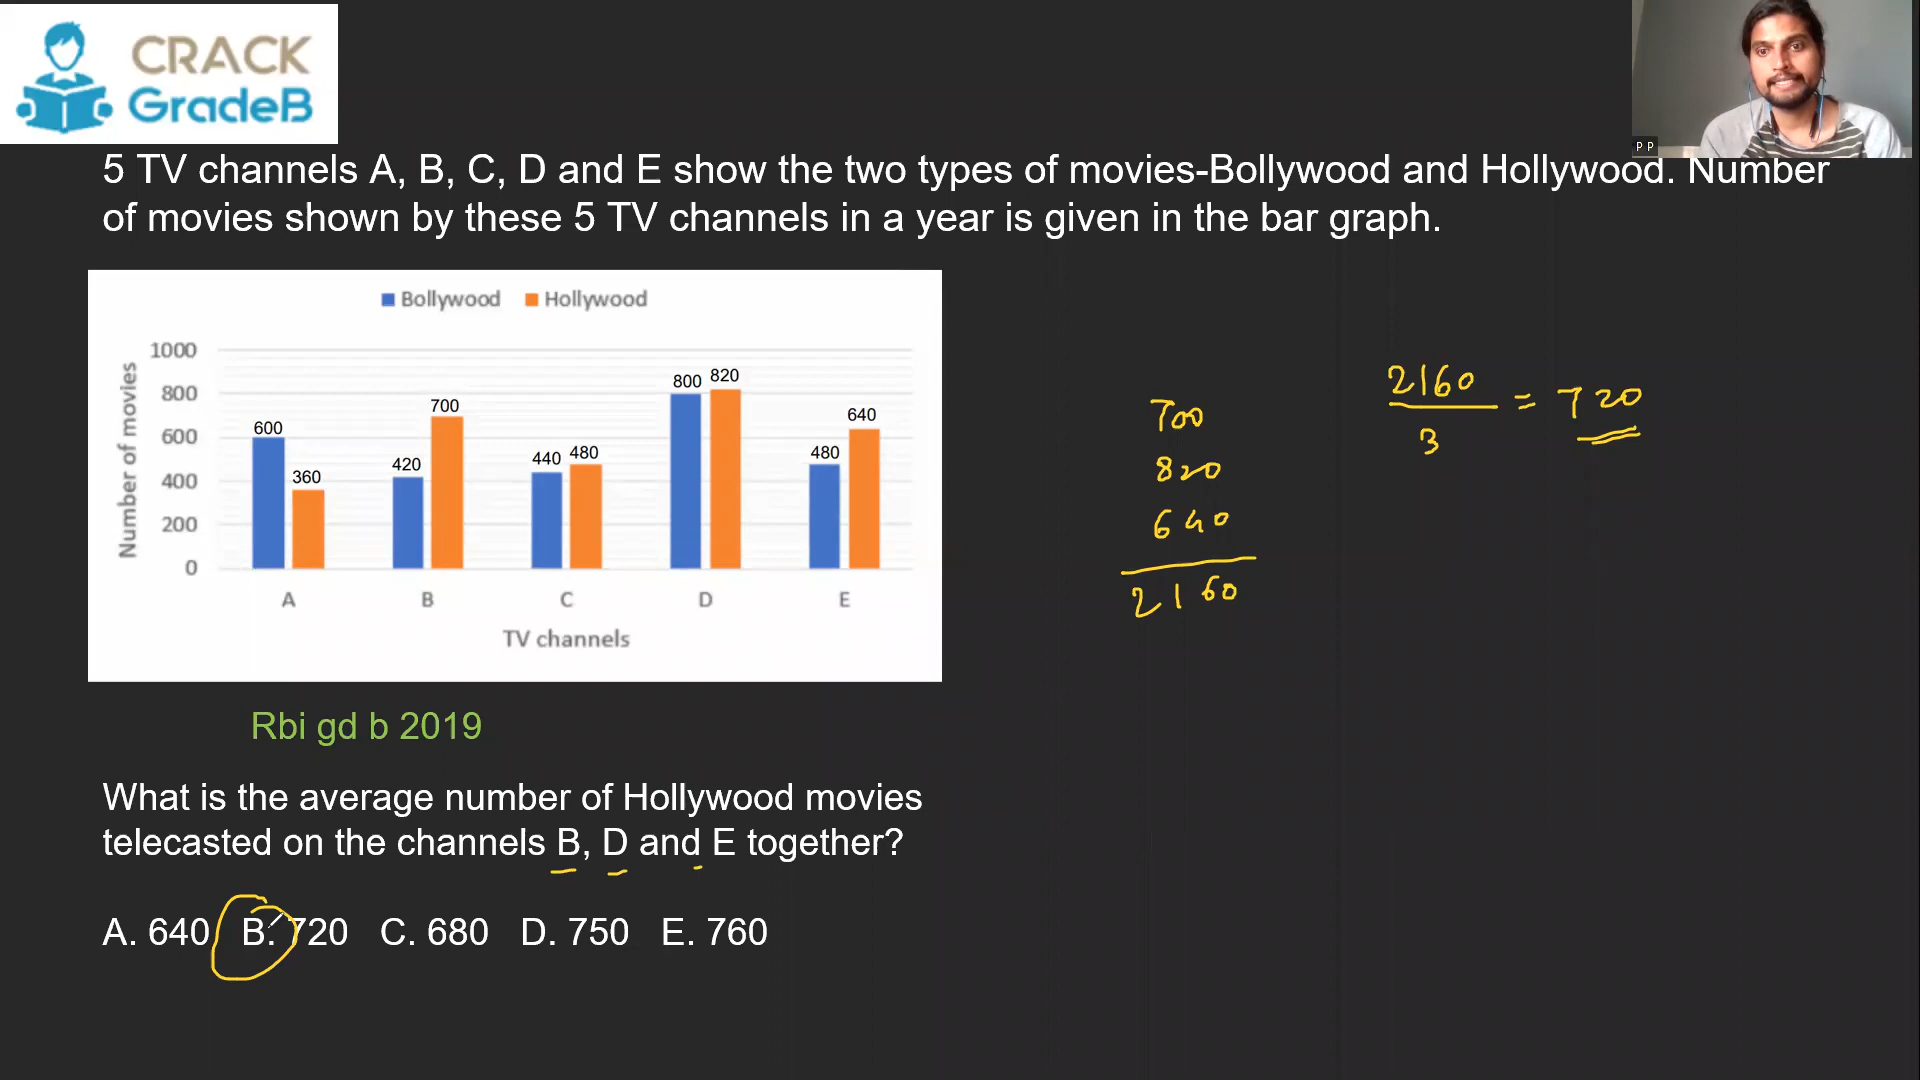 CRACK
GradeB
P P
5 TV channels A, B, C, D and E show the two types of movies-Bollywood and Hollywood. Number
of movies shown by these 5 TV channels in a year is given in the bar graph.
Bollywood Hollywood
Number of movies
1000
800
600
400
200
0
600
360
420
700
440
480
800
820
480
640
A B C D E
TV channels
700
820
640
2160
2160
3
= 720
Rbi gd b 2019
What is the average number of Hollywood movies
telecasted on the channels B, D and E together?
A. 640 B. 720 C. 680 D. 750 E. 760